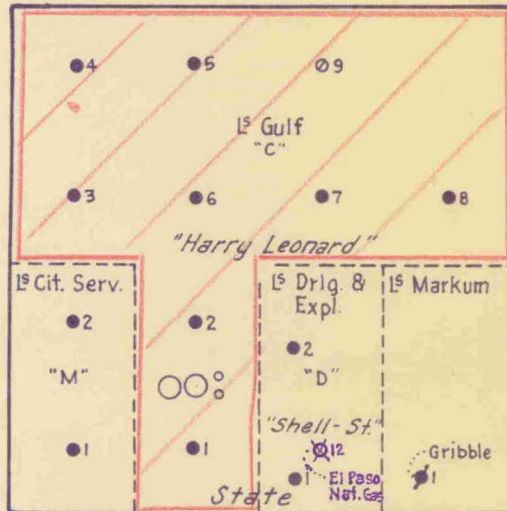 4 5 9
Ls Gulf
"C"
3 6 7 8
"Harry Leonard"
Ls Cit. Serv.
Ls Drlg. &
Expl.
Ls Markum
2 2
2
"M"
"D"
"Shell-St."
12
Gribble
1 1 1 1
El Paso
Nat. Gas
State